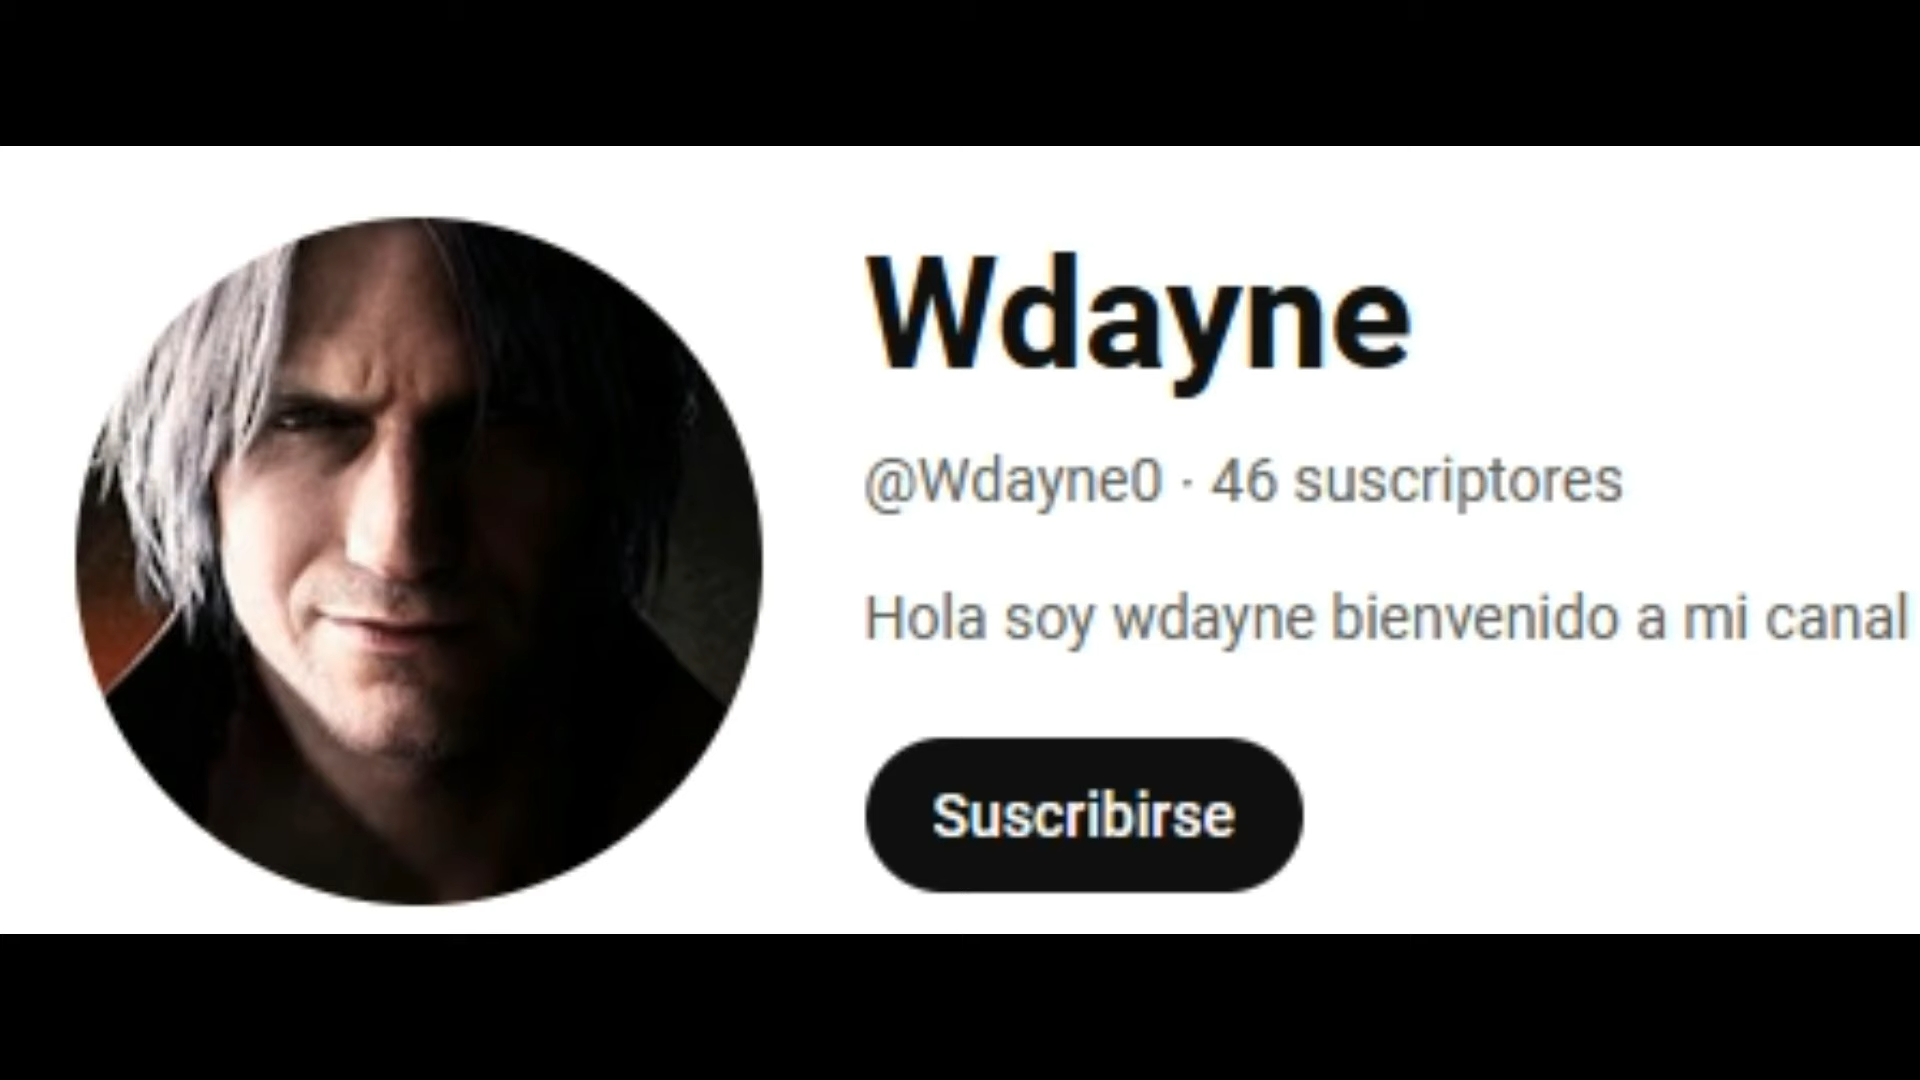 Wdayne
@Wdayne0 · 46 suscriptores
Hola soy wdayne bienvenido a mi canal
Suscribirse